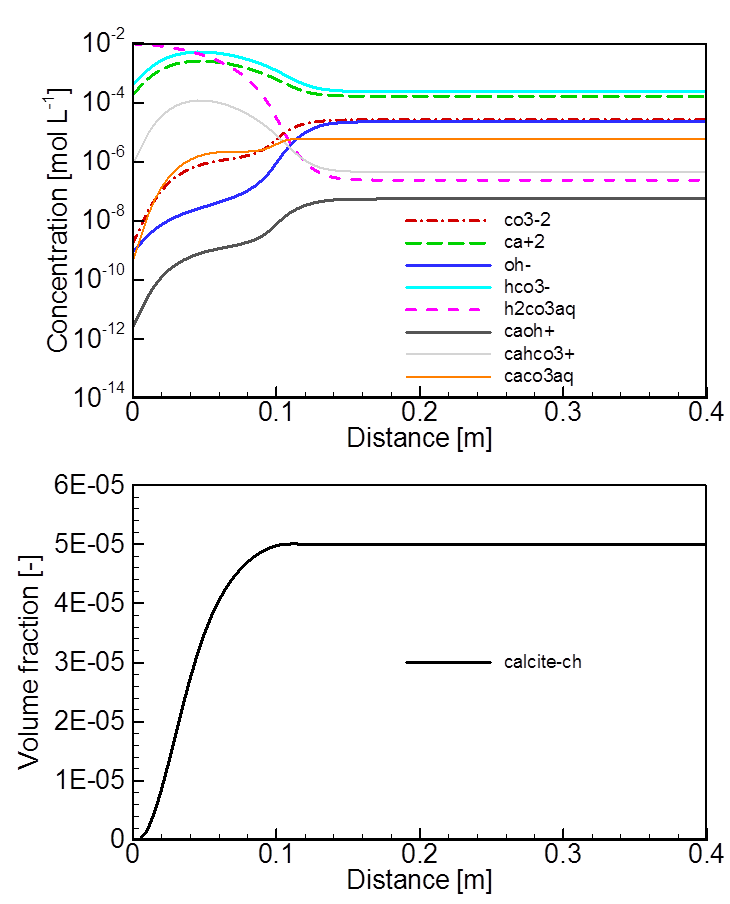 10-2
10-4
10-6
10-8
10-10
10-12
10-14
Concentration [mol L-1]
co3-2
ca+2
oh-
hco3-
h2co3aq
caoh+
cahco3+
caco3aq
0 0.1 0.2 0.3 0.4
Distance [m]
6E-05
5E-05
4E-05
3E-05
2E-05
1E-05
0
Volume fraction [-]
calcite-ch
0 0.1 0.2 0.3 0.4
Distance [m]